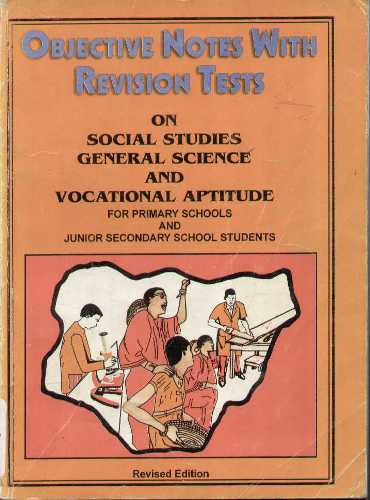 OBJECTIVE NOTES WITH
REVISION TESTS
ON
SOCIAL STUDIES
GENERAL SCIENCE
AND
VOCATIONAL APTITUDE
FOR PRIMARY SCHOOLS
AND
JUNIOR SECONDARY SCHOOL STUDENTS
Revised Edition